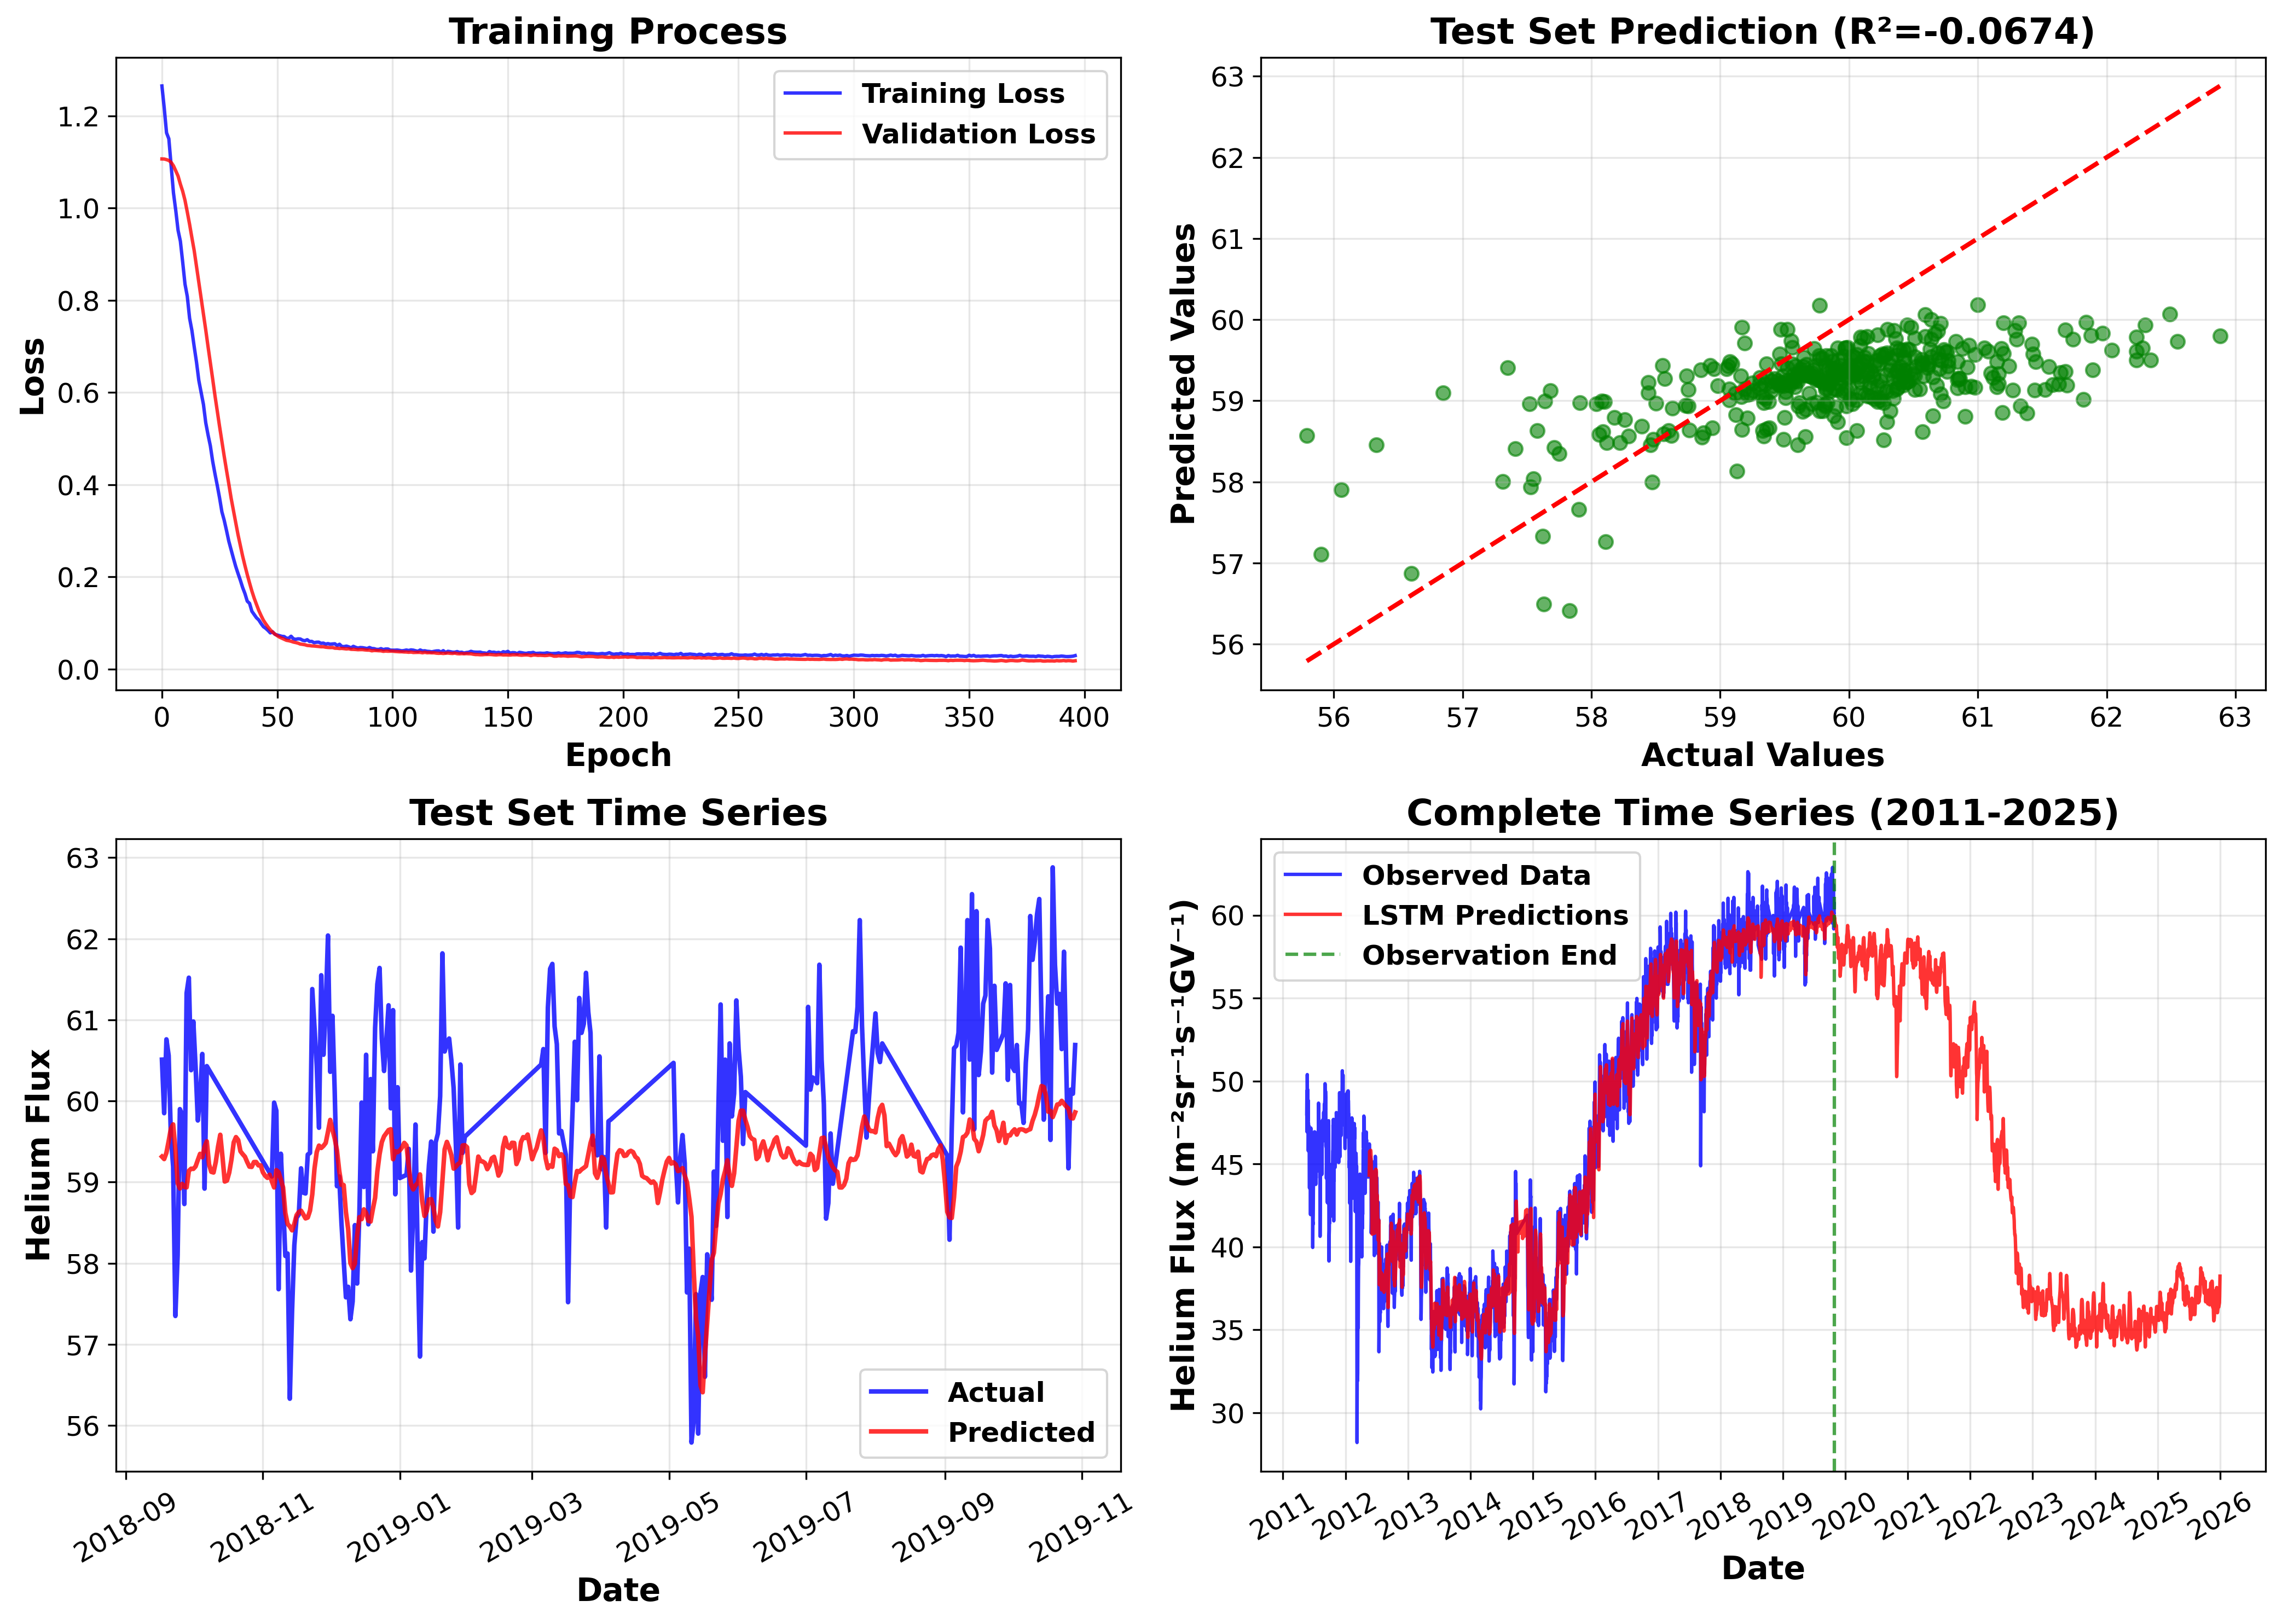 Training Process
1.2
1.0
0.8
0.6
0.4
0.2
0.0
Loss
Training Loss
Validation Loss
0 50 100 150 200 250 300 350 400
Epoch
Test Set Prediction (R²=-0.0674)
63
62
61
60
59
58
57
56
Predicted Values
56 57 58 59 60 61 62 63
Actual Values
Test Set Time Series
63
62
61
60
59
58
57
56
Helium Flux
Actual
Predicted
2018-09 2018-11 2019-01 2019-03 2019-05 2019-07 2019-09 2019-11
Date
Complete Time Series (2011-2025)
60
55
50
45
40
35
30
Helium Flux (m⁻²sr⁻¹s⁻¹GV⁻¹)
Observed Data
LSTM Predictions
Observation End
2011 2012 2013 2014 2015 2016 2017 2018 2019 2020 2021 2022 2023 2024 2025 2026
Date